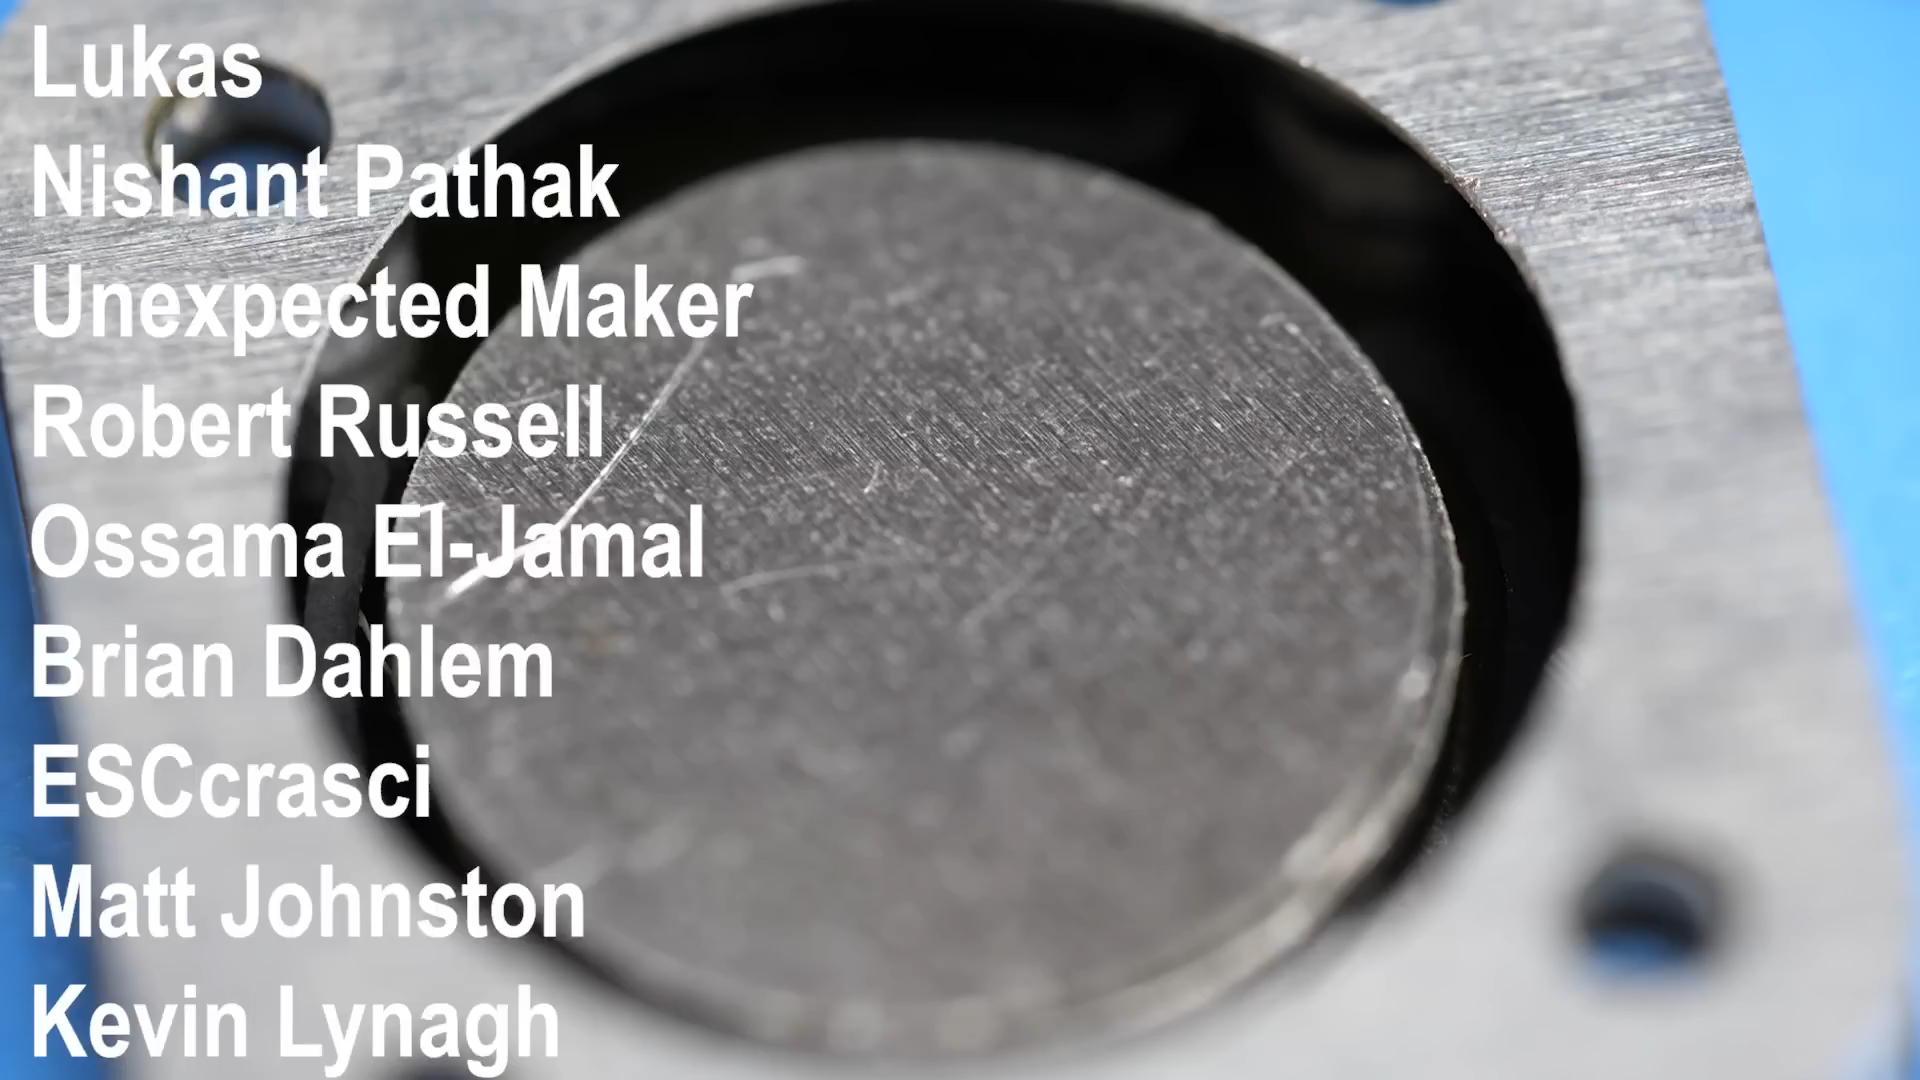 Lukas
Nishant Pathak
Unexpected Maker
Robert Russell
Ossama El-Jamal
Brian Dahlem
ESCcrasci
Matt Johnston
Kevin Lynagh